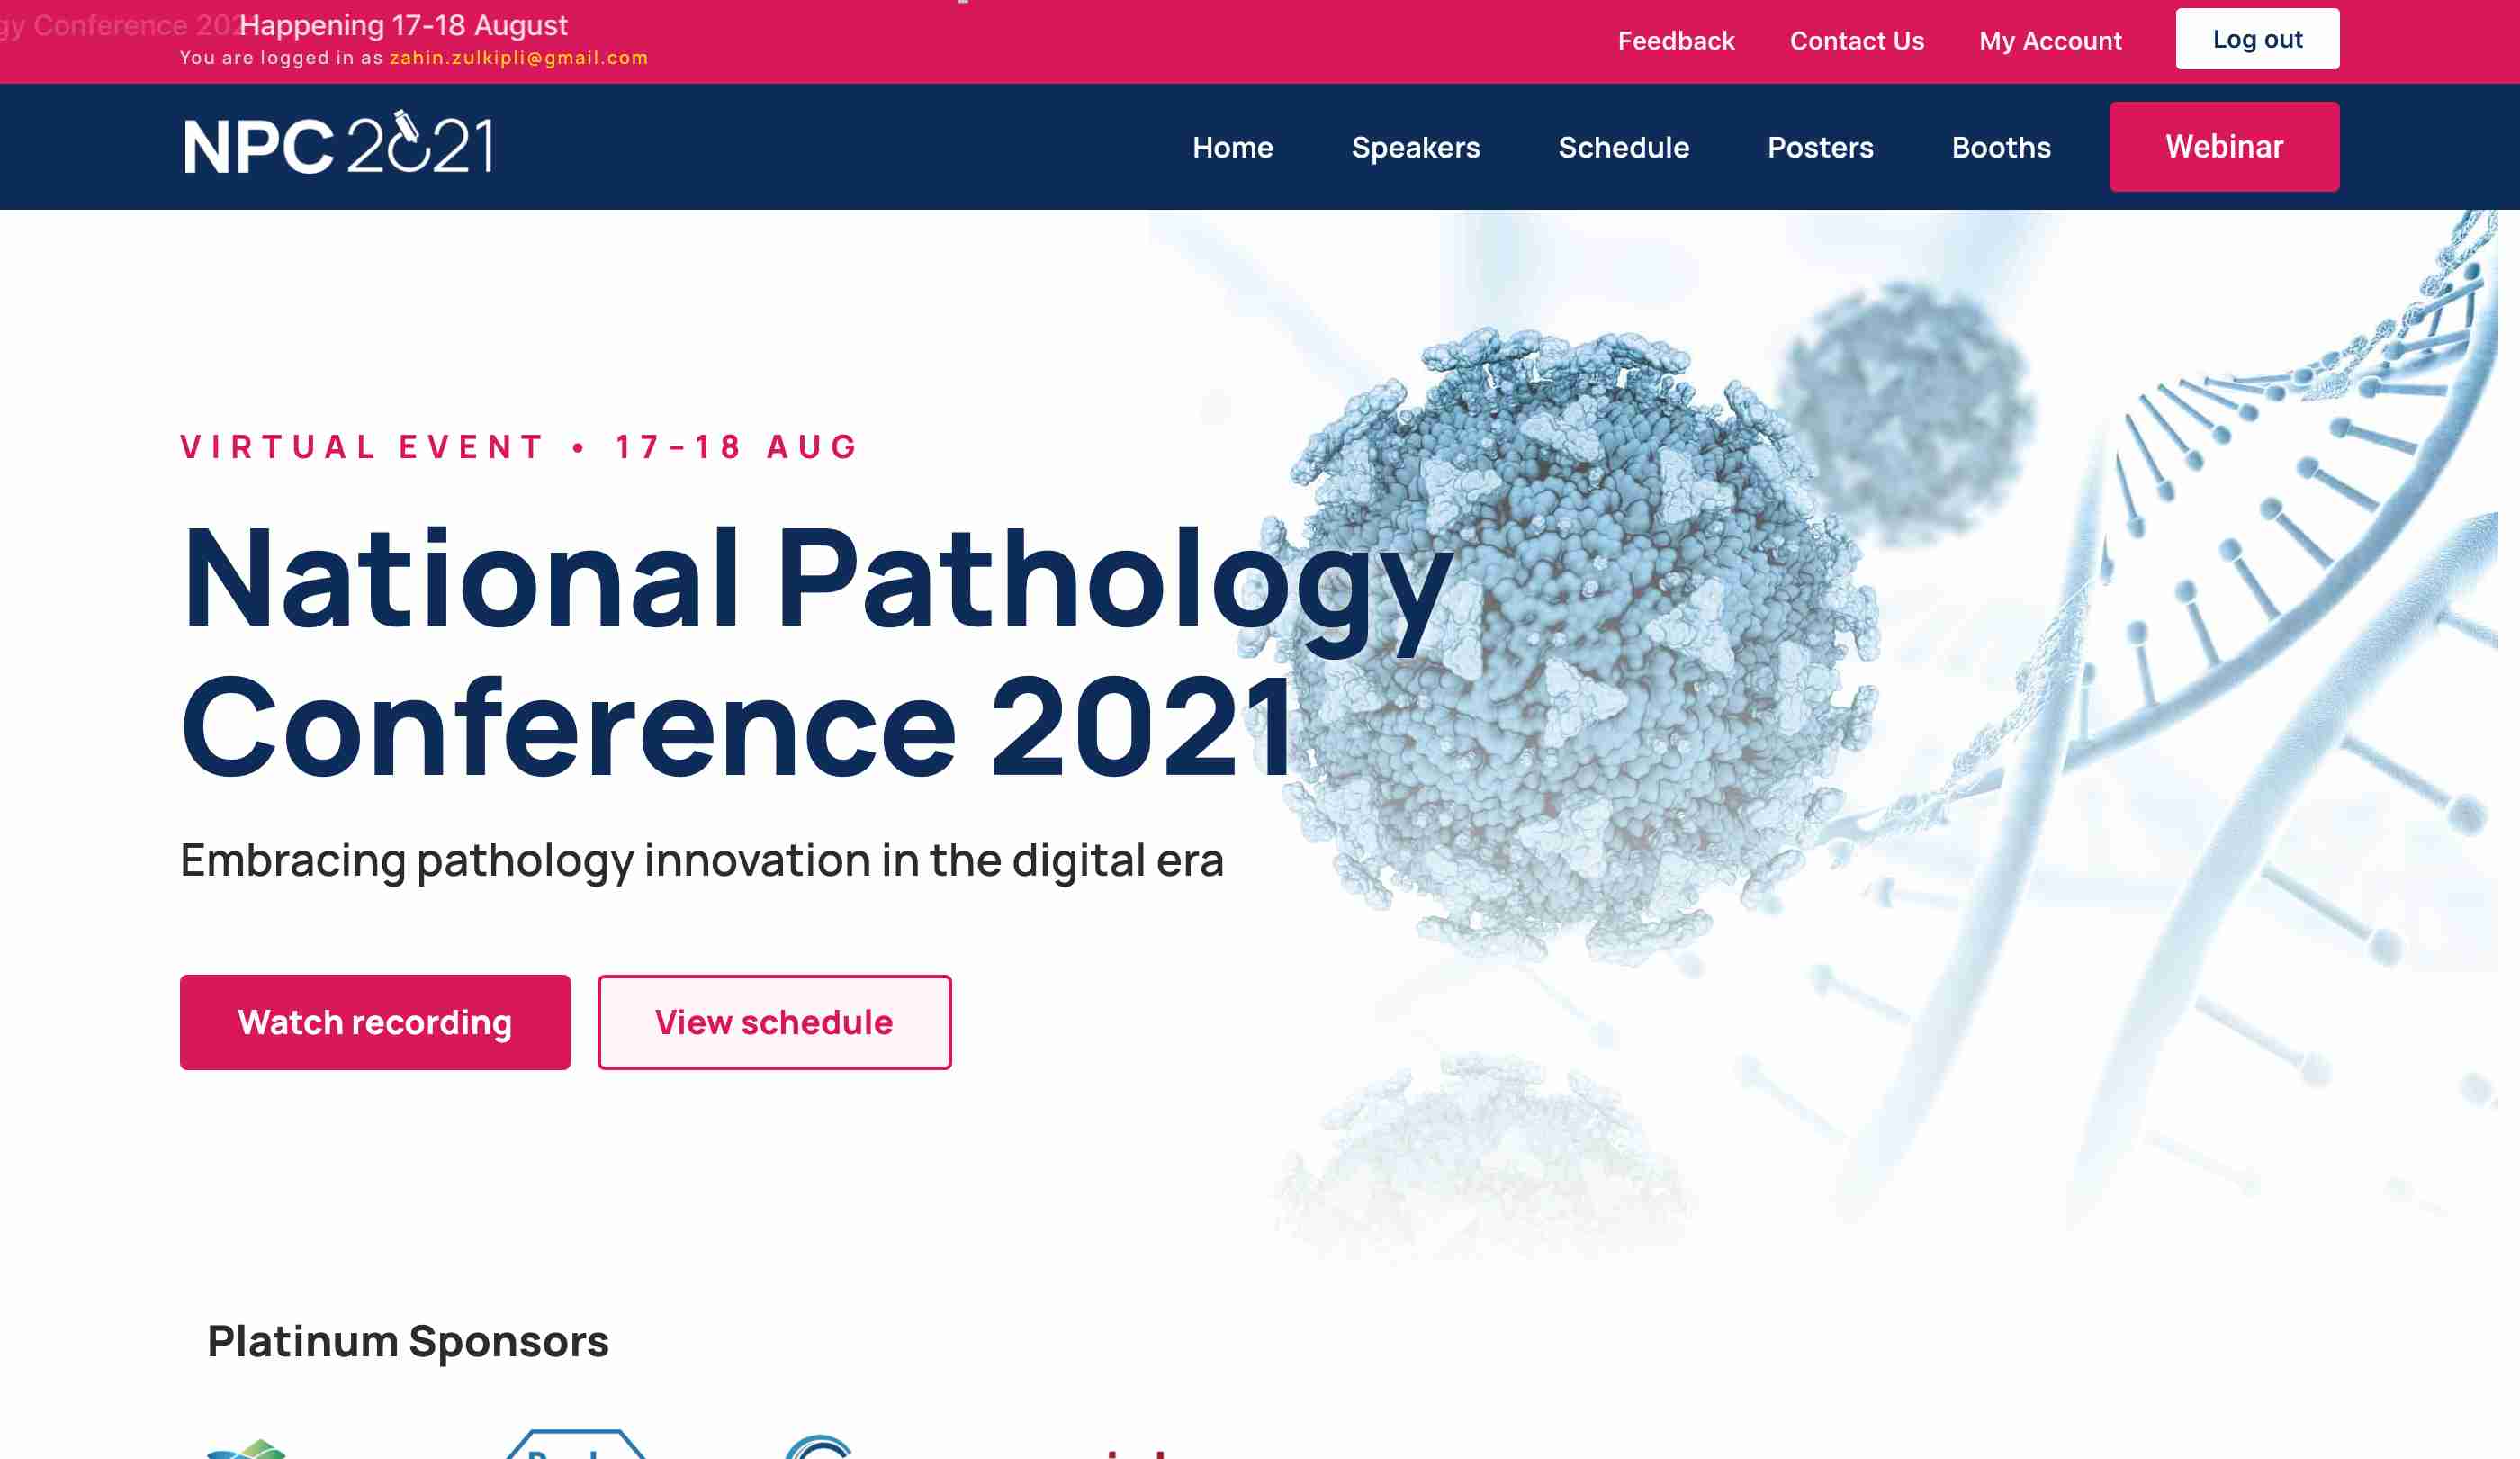 gy Conference 202
Happening 17-18 August
You are logged in as zahin.zulkipli@gmail.com
Feedback
Contact Us
My Account
Log out
NPC 2021
Home
Speakers
Schedule
Posters
Booths
Webinar
VIRTUAL EVENT • 17-18 AUG
National Pathology
Conference 2021
Embracing pathology innovation in the digital era
Watch recording
View schedule
Platinum Sponsors